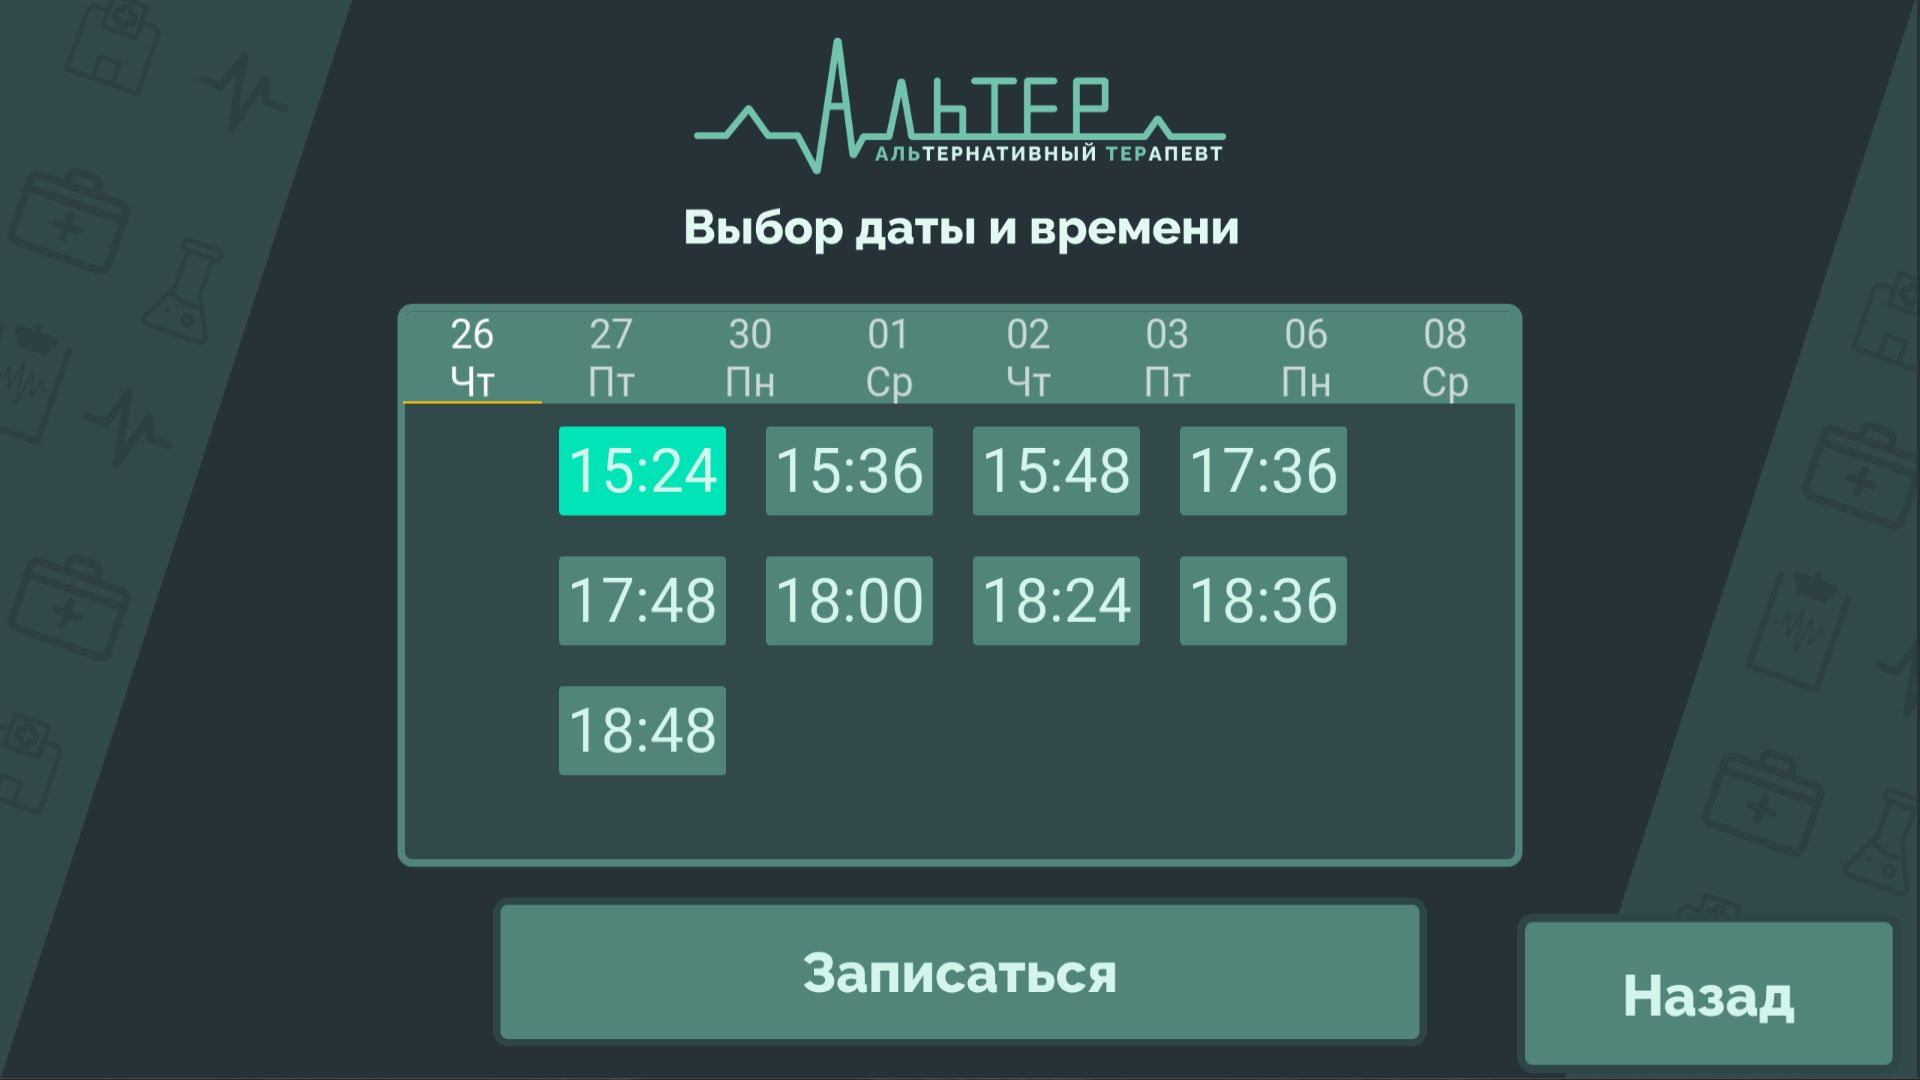 АльТЕР
АЛЬТЕРНАТИВНЫЙ ТЕРАПЕВТ
Выбор даты и времени
26 27 30 01 02 03 06 08
Чт Пт Пн Ср Чт Пт Пн Ср
15:24 15:36 15:48 17:36
17:48 18:00 18:24 18:36
18:48
Записаться
Назад